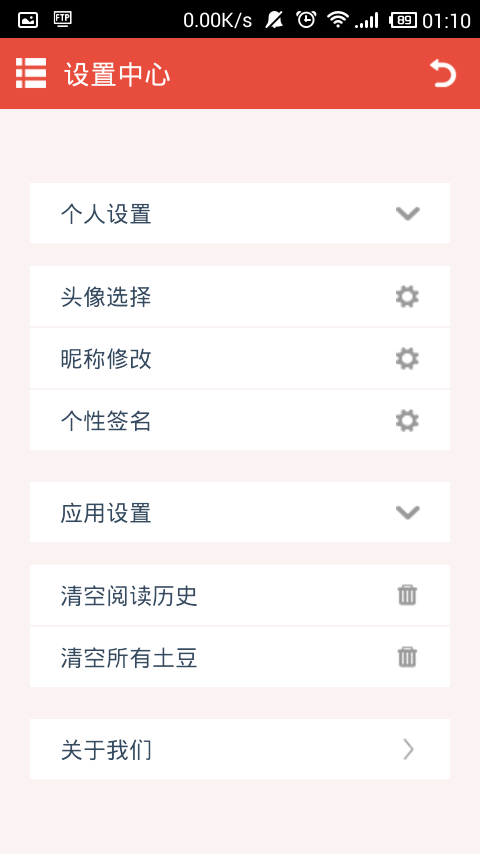 FTP 0.00K/s 89 01:10
设置中心
个人设置
头像选择
昵称修改
个性签名
应用设置
清空阅读历史
清空所有土豆
关于我们